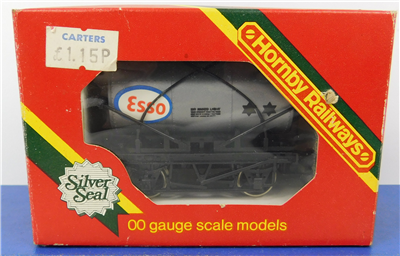 CARTERS
£1.15P
Hornby Railways
Esso
Silver
Seal
00 gauge scale models